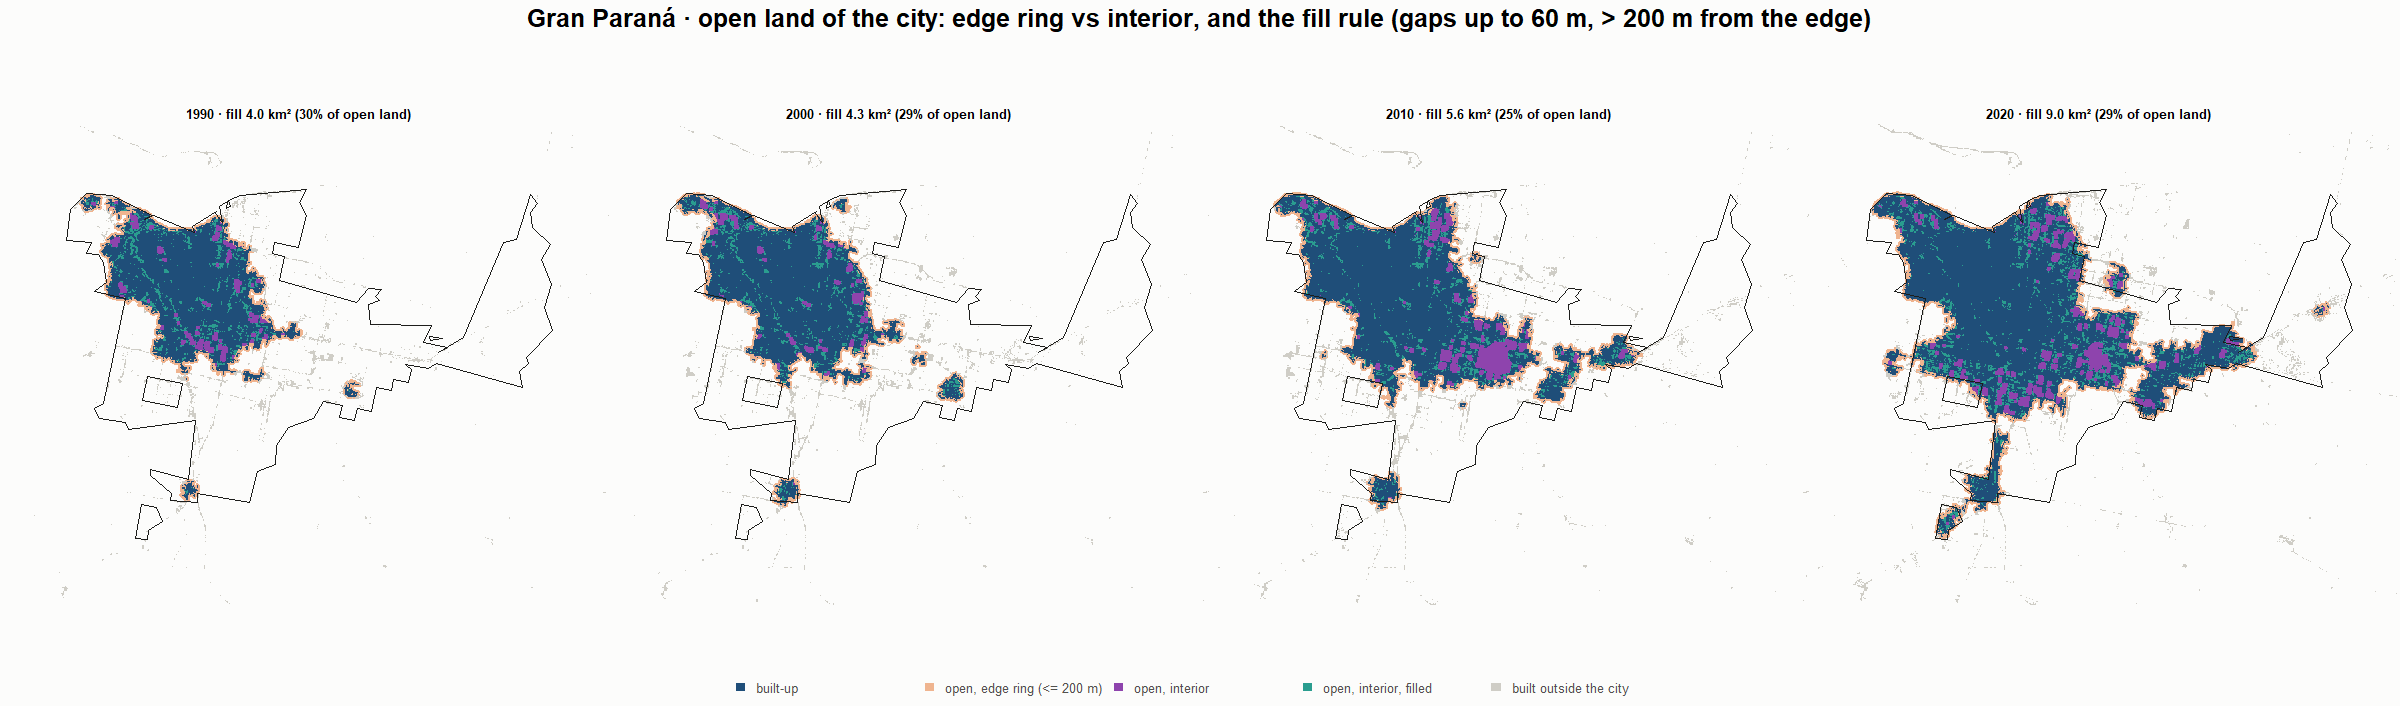 Gran Paraná · open land of the city: edge ring vs interior, and the fill rule (gaps up to 60 m, > 200 m from the edge)
1990 · fill 4.0 km² (30% of open land)
2000 · fill 4.3 km² (29% of open land)
2010 · fill 5.6 km² (25% of open land)
2020 · fill 9.0 km² (29% of open land)
built-up
open, edge ring (<= 200 m)
open, interior
open, interior, filled
built outside the city